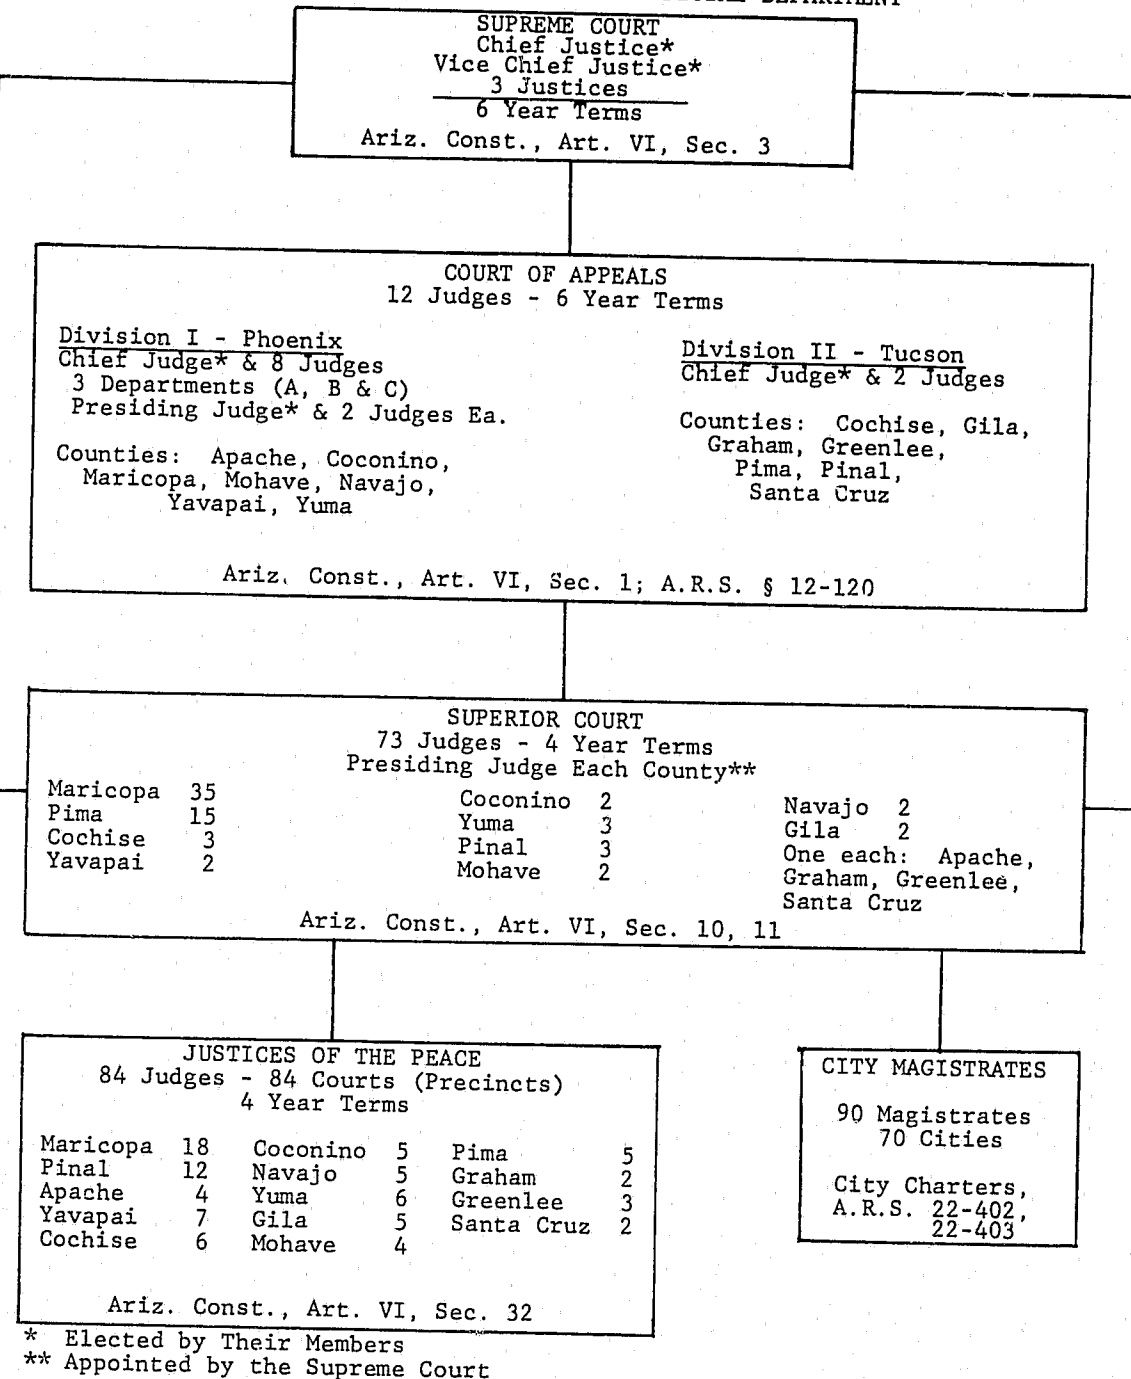 DEPARTMENT
SUPREME COURT
Chief Justice*
Vice Chief Justice*
3 Justices
6 Year Terms
Ariz. Const., Art. VI, Sec. 3
COURT OF APPEALS
12 Judges - 6 Year Terms
Division I - Phoenix
Chief Judge* & 8 Judges
3 Departments (A, B & C)
Presiding Judge* & 2 Judges Ea.
Counties: Apache, Coconino,
Maricopa, Mohave, Navajo,
Yavapai, Yuma
Division II - Tucson
Chief Judge* & 2 Judges
Counties: Cochise, Gila,
Graham, Greenlee,
Pima, Pinal,
Santa Cruz
Ariz. Const., Art. VI, Sec. 1; A.R.S. § 12-120
SUPERIOR COURT
73 Judges - 4 Year Terms
Presiding Judge Each County**
Maricopa 35
Pima 15
Cochise 3
Yavapai 2
Coconino 2
Yuma 3
Pinal 3
Mohave 2
Navajo 2
Gila 2
One each: Apache,
Graham, Greenlee,
Santa Cruz
Ariz. Const., Art. VI, Sec. 10, 11
JUSTICES OF THE PEACE
84 Judges - 84 Courts (Precincts)
4 Year Terms
Maricopa 18 Coconino 5 Pima 5
Pinal 12 Navajo 5 Graham 2
Apache 4 Yuma 6 Greenlee 3
Yavapai 7 Gila 5 Santa Cruz 2
Cochise 6 Mohave 4
Ariz. Const., Art. VI, Sec. 32
CITY MAGISTRATES
90 Magistrates
70 Cities
City Charters,
A.R.S. 22-402,
22-403
* Elected by Their Members
** Appointed by the Supreme Court